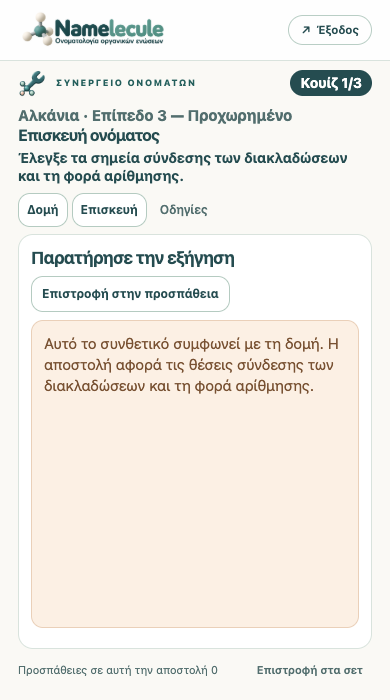 Namelecule
Ονοματολογία οργανικών ενώσεων
↗ Έξοδος
ΣΥΝΕΡΓΕΙΟ ΟΝΟΜΑΤΩΝ
Κουίζ 1/3
Αλκάνια · Επίπεδο 3 — Προχωρημένο
Επισκευή ονόματος
Έλεγξε τα σημεία σύνδεσης των διακλαδώσεων
και τη φορά αρίθμησης.
Δομή Επισκευή Οδηγίες
Παρατήρησε την εξήγηση
Επιστροφή στην προσπάθεια
Αυτό το συνθετικό συμφωνεί με τη δομή. Η
αποστολή αφορά τις θέσεις σύνδεσης των
διακλαδώσεων και τη φορά αρίθμησης.
Προσπάθειες σε αυτή την αποστολή 0
Επιστροφή στα σετ